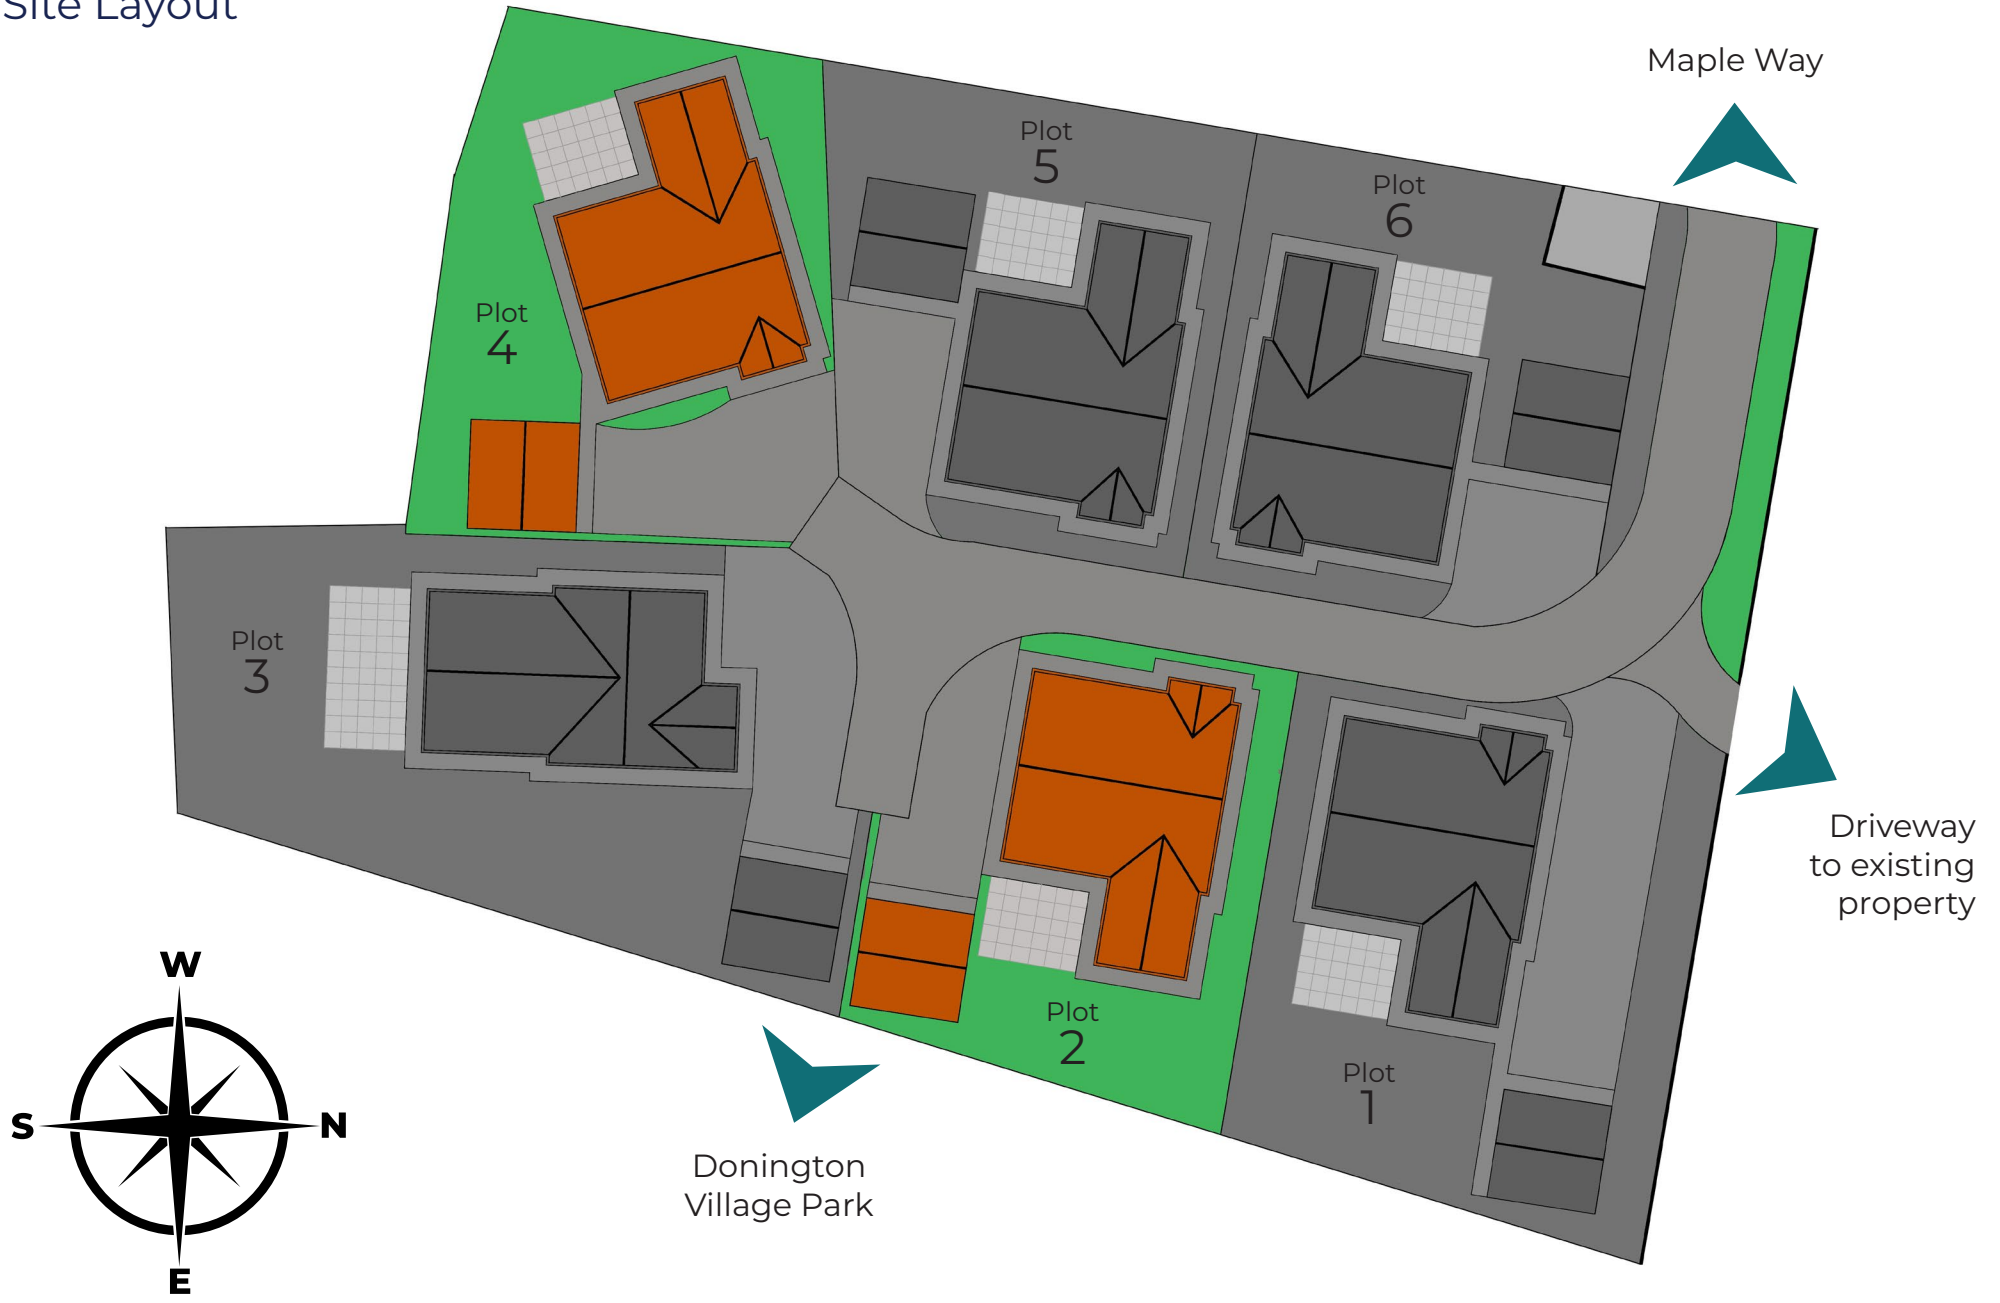 Site Layout
Maple Way
Plot
5
Plot
6
Plot
4
Plot
3
Driveway
to existing
property
Plot
2
Plot
1
Donington
Village Park
W
S
N
E